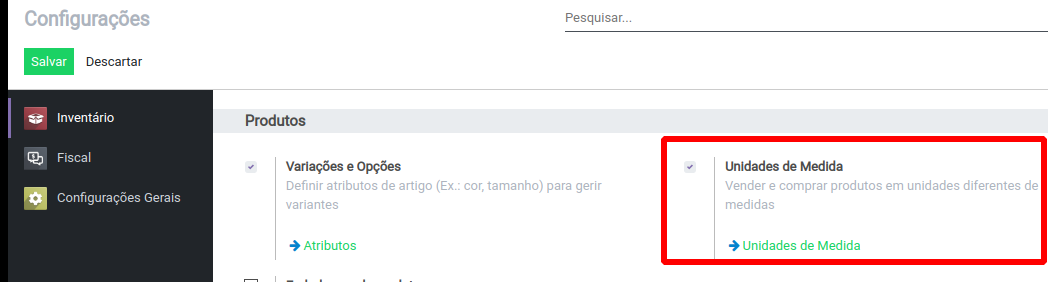 Configurações
Pesquisar...
Salvar Descartar
Inventário
Fiscal
Configurações Gerais
Produtos
Variações e Opções
Definir atributos de artigo (Ex.: cor, tamanho) para gerir
variantes
Atributos
Unidades de Medida
Vender e comprar produtos em unidades diferentes de
medidas
Unidades de Medida